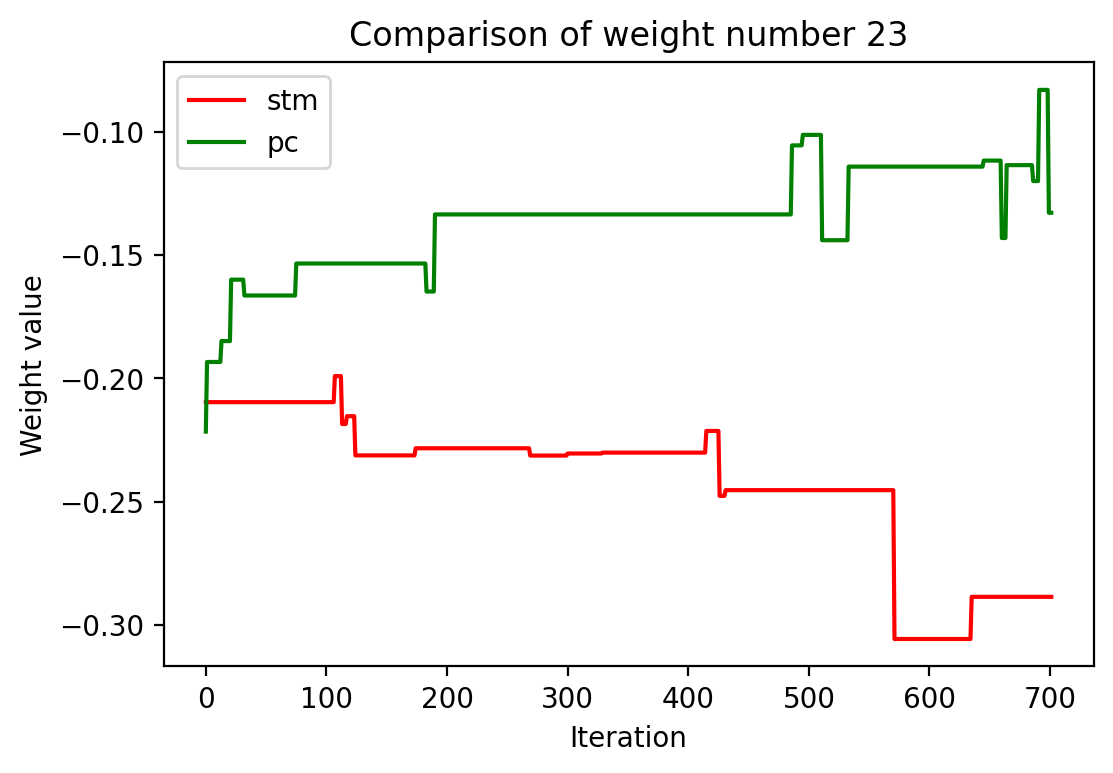 Comparison of weight number 23
stm
pc
−0.10
−0.15
−0.20
−0.25
−0.30
Weight value
0 100 200 300 400 500 600 700
Iteration